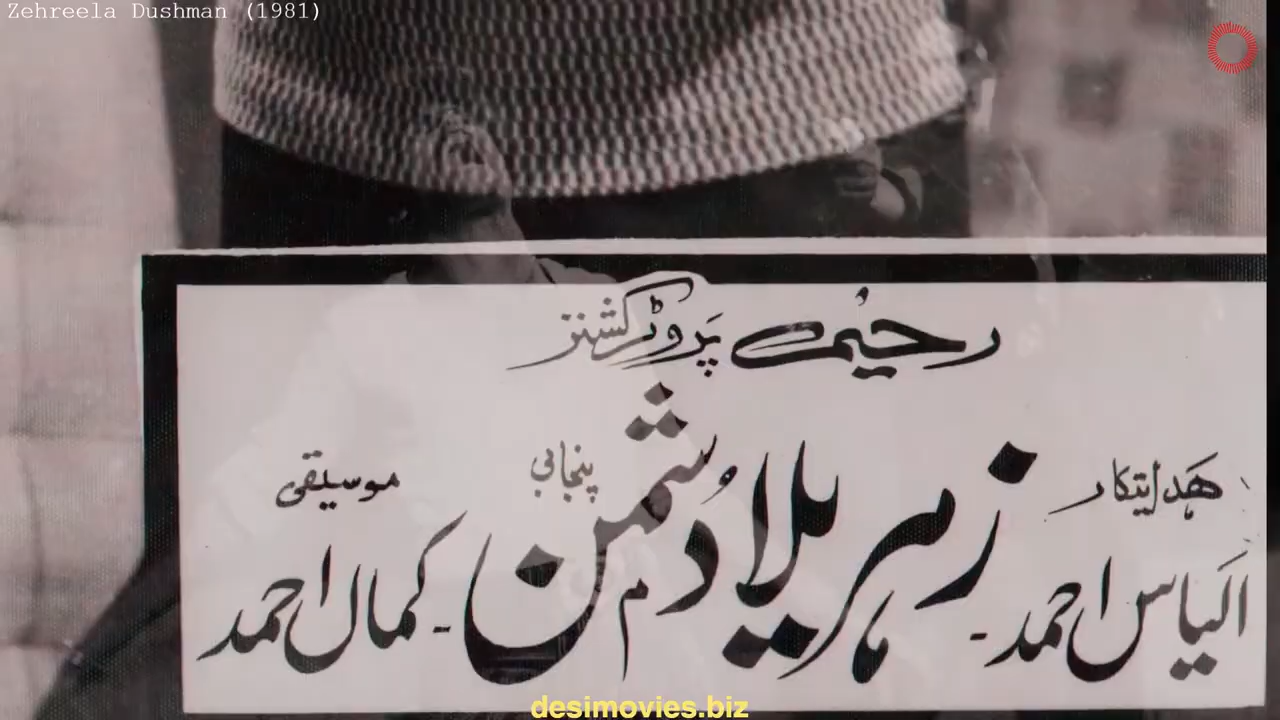 Zehreela Dushman (1981)
رحیم پروڈکشنز
ھدایتکار
پنجابی
موسیقی
الیاس احمد - زہریلا دشمن - کمال احمد
desimovies.biz